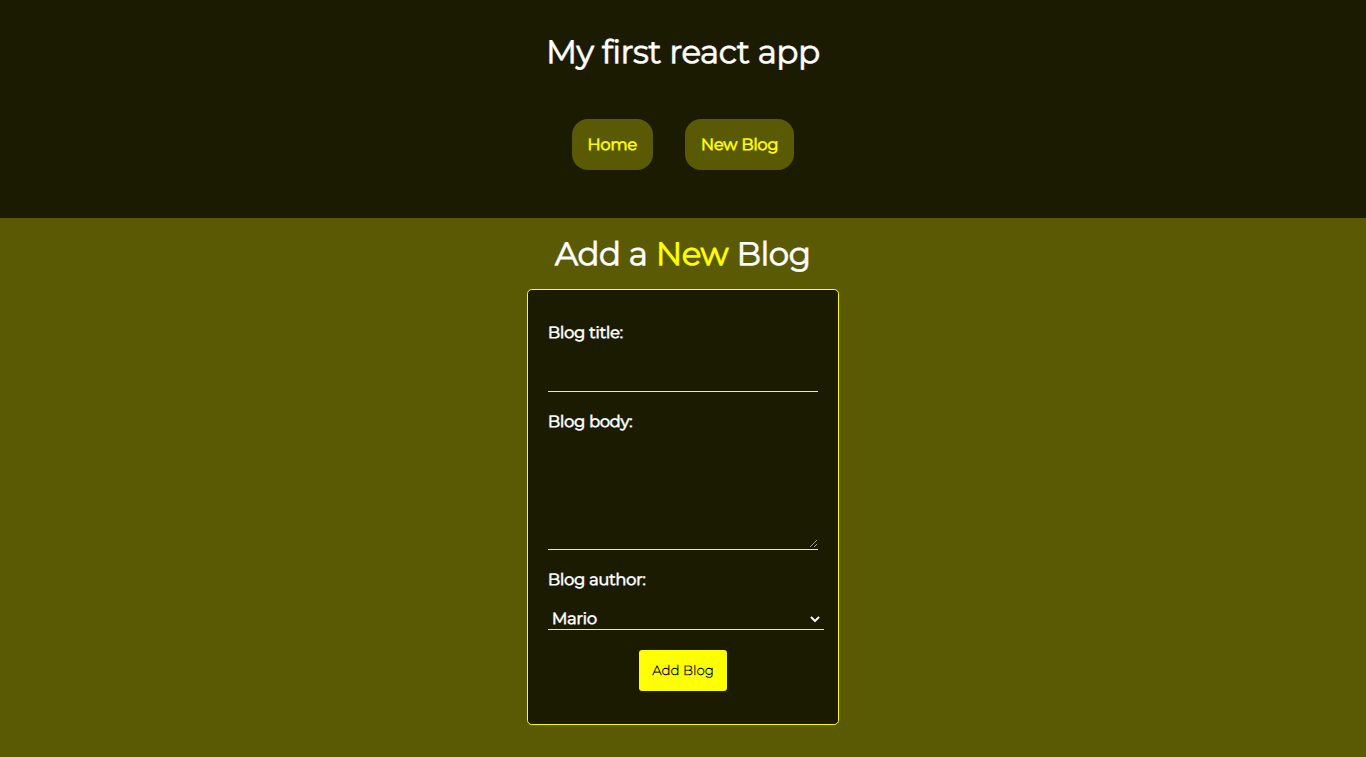 My first react app
Home New Blog
Add a New Blog
Blog title:
Blog body:
Blog author:
Mario
Add Blog